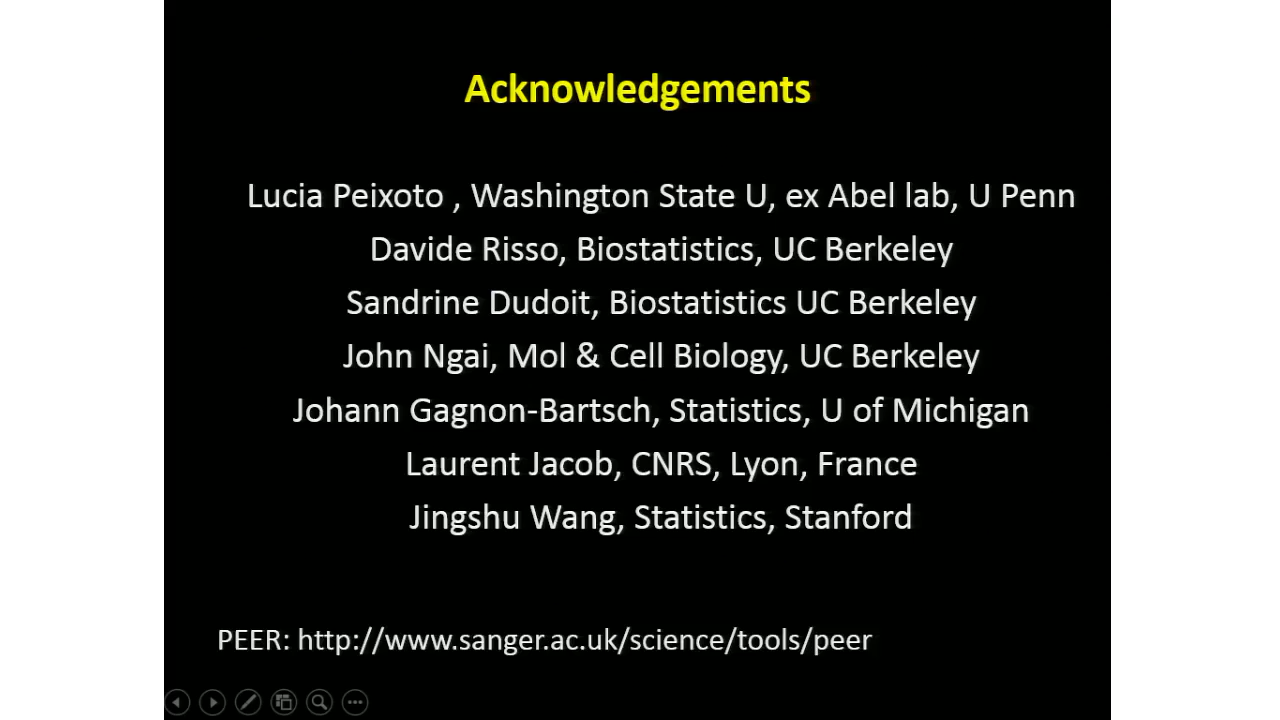 Acknowledgements
Lucia Peixoto , Washington State U, ex Abel lab, U Penn
Davide Risso, Biostatistics, UC Berkeley
Sandrine Dudoit, Biostatistics UC Berkeley
John Ngai, Mol & Cell Biology, UC Berkeley
Johann Gagnon-Bartsch, Statistics, U of Michigan
Laurent Jacob, CNRS, Lyon, France
Jingshu Wang, Statistics, Stanford
PEER: http://www.sanger.ac.uk/science/tools/peer